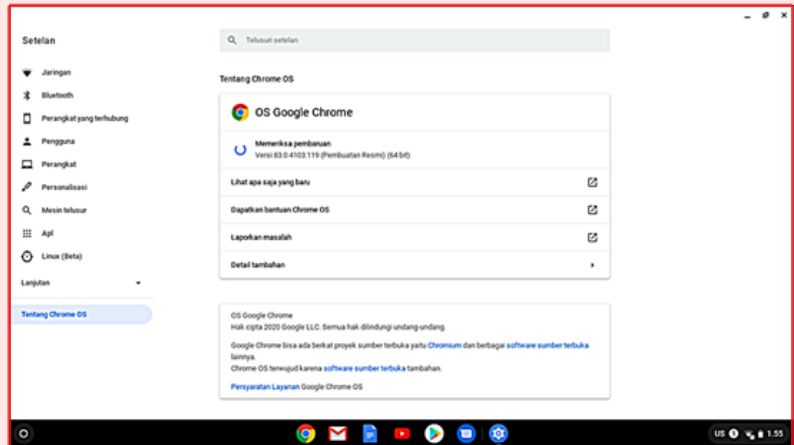 Setelan
Telusuri setelan
Jaringan
Bluetooth
Perangkat yang terhubung
Pengguna
Perangkat
Personalisasi
Mesin telusur
Apl
Linux (Beta)
Lanjutan
Tentang Chrome OS
Tentang Chrome OS
OS Google Chrome
Memeriksa pembaruan
Versi 83.0.4103.119 (Pembuatan Resmi) (64 bit)
Lihat apa saja yang baru
Dapatkan bantuan Chrome OS
Laporkan masalah
Detail tambahan
OS Google Chrome
Hak cipta 2020 Google LLC. Semua hak dilindungi undang-undang.
Google Chrome bisa ada berkat proyek sumber terbuka yaitu Chromium dan berbagai software sumber terbuka
lainnya.
Chrome OS terwujud karena software sumber terbuka tambahan.
Persyaratan Layanan Google Chrome OS
US 1.55